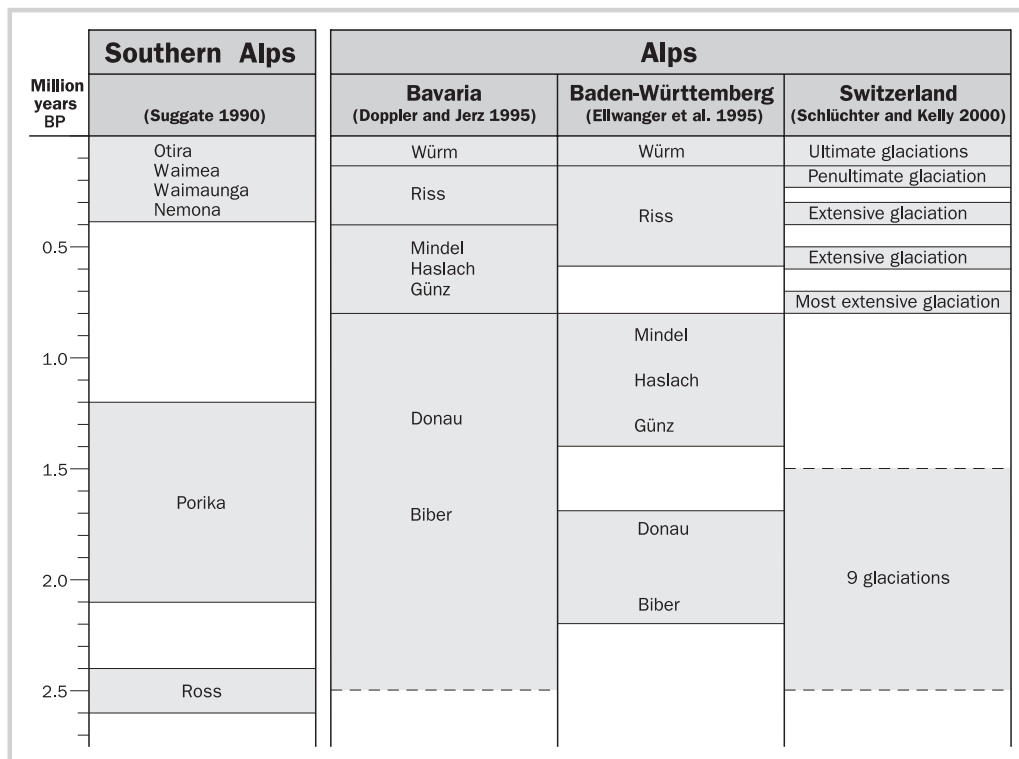 Southern Alps
Alps
Million
years
BP
(Suggate 1990)
Bavaria
(Doppler and Jerz 1995)
Baden-Württemberg
(Ellwanger et al. 1995)
Switzerland
(Schlüchter and Kelly 2000)
0.5
1.0
1.5
2.0
2.5
Otira
Waimea
Waimaunga
Nemona
Porika
Ross
Würm
Riss
Mindel
Haslach
Günz
Donau
Biber
Würm
Riss
Mindel
Haslach
Günz
Donau
Biber
Ultimate glaciations
Penultimate glaciation
Extensive glaciation
Extensive glaciation
Most extensive glaciation
9 glaciations